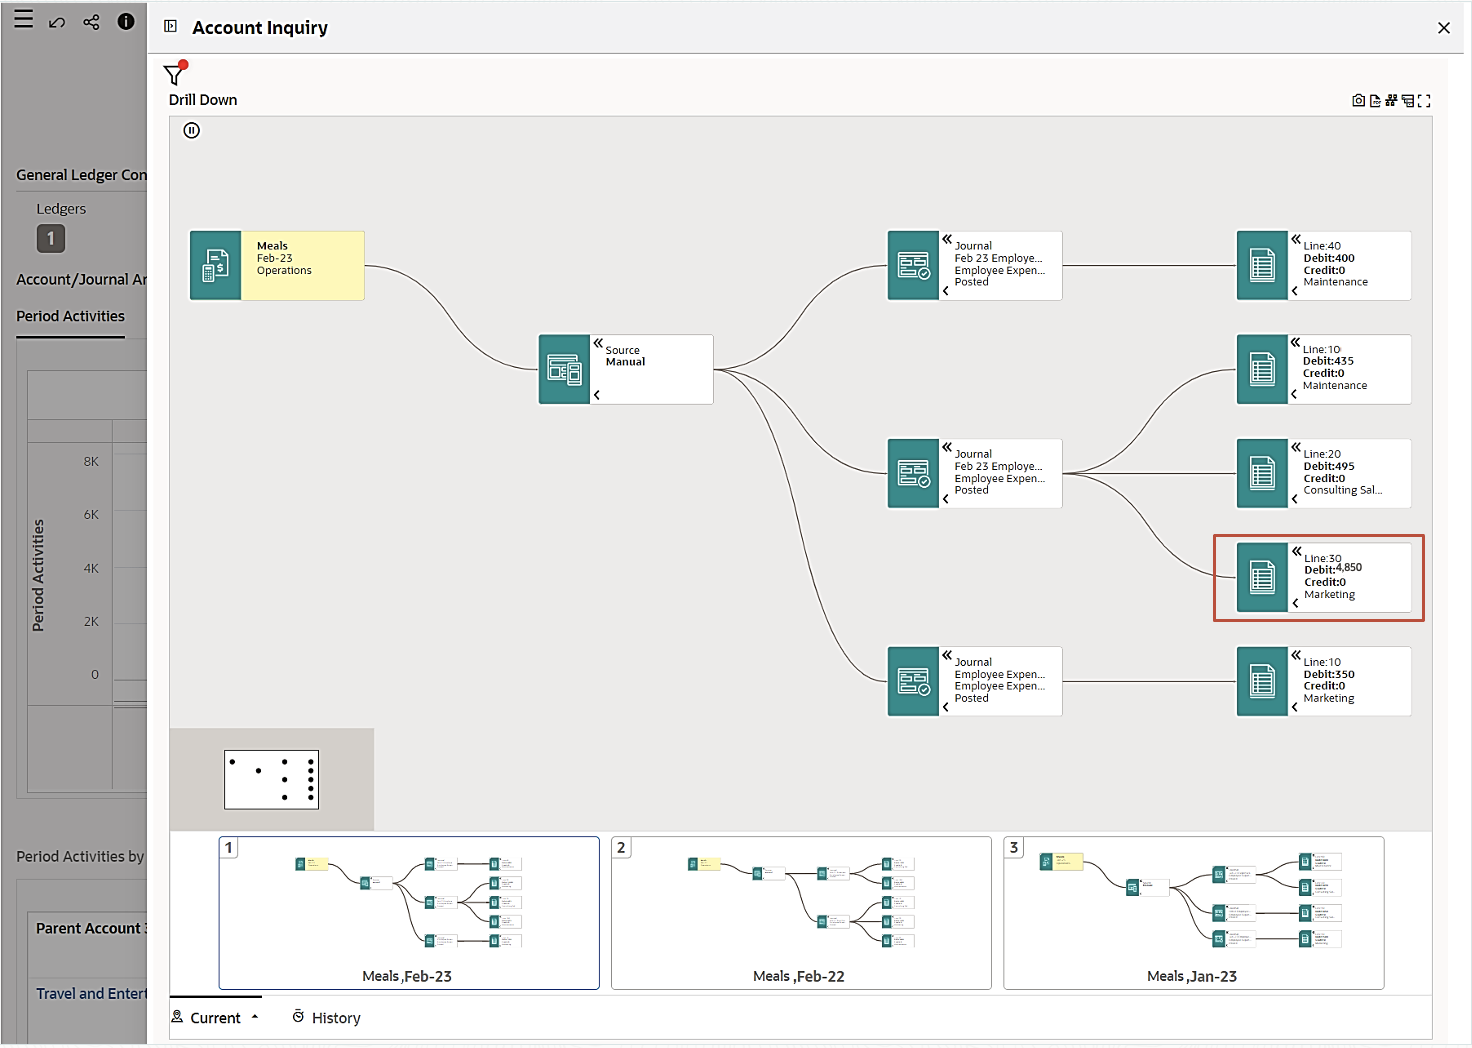 Account Inquiry
Drill Down
General Ledger Con
Ledgers
1
Account/Journal Ar
Period Activities
8K
6K
4K
2K
0
Period Activities
Period Activities by
Parent Account 3
Travel and Entert
Meals
Feb-23
Operations
Source
Manual
Journal
Feb 23 Employe...
Employee Expen...
Posted
Journal
Feb 23 Employe...
Employee Expen...
Posted
Journal
Employee Expen...
Employee Expen...
Posted
Line:40
Debit:400
Credit:0
Maintenance
Line:10
Debit:435
Credit:0
Maintenance
Line:20
Debit:495
Credit:0
Consulting Sal...
Line:30
Debit:4,850
Credit:0
Marketing
Line:10
Debit:350
Credit:0
Marketing
1
Meals ,Feb-23
2
Meals ,Feb-22
3
Meals ,Jan-23
Current
History